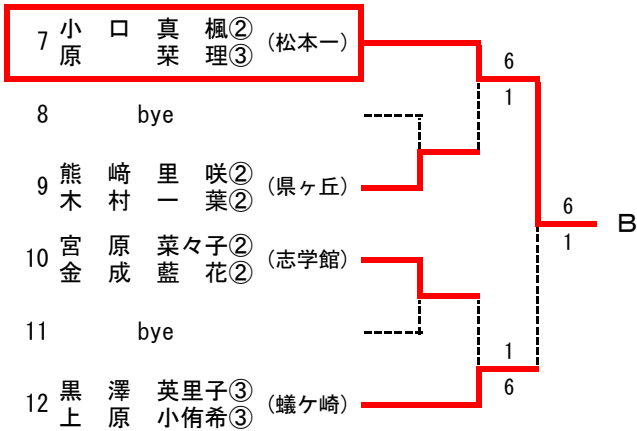 7 小口真楓② (松本一)
原栞理③
6
1
8 bye
9 熊﨑里咲② (県ヶ丘)
木村一葉②
6
1
B
10 宮原菜々子② (志学館)
金成藍花②
11 bye
1
6
12 黒澤英里子③ (蟻ケ崎)
上原小侑希③